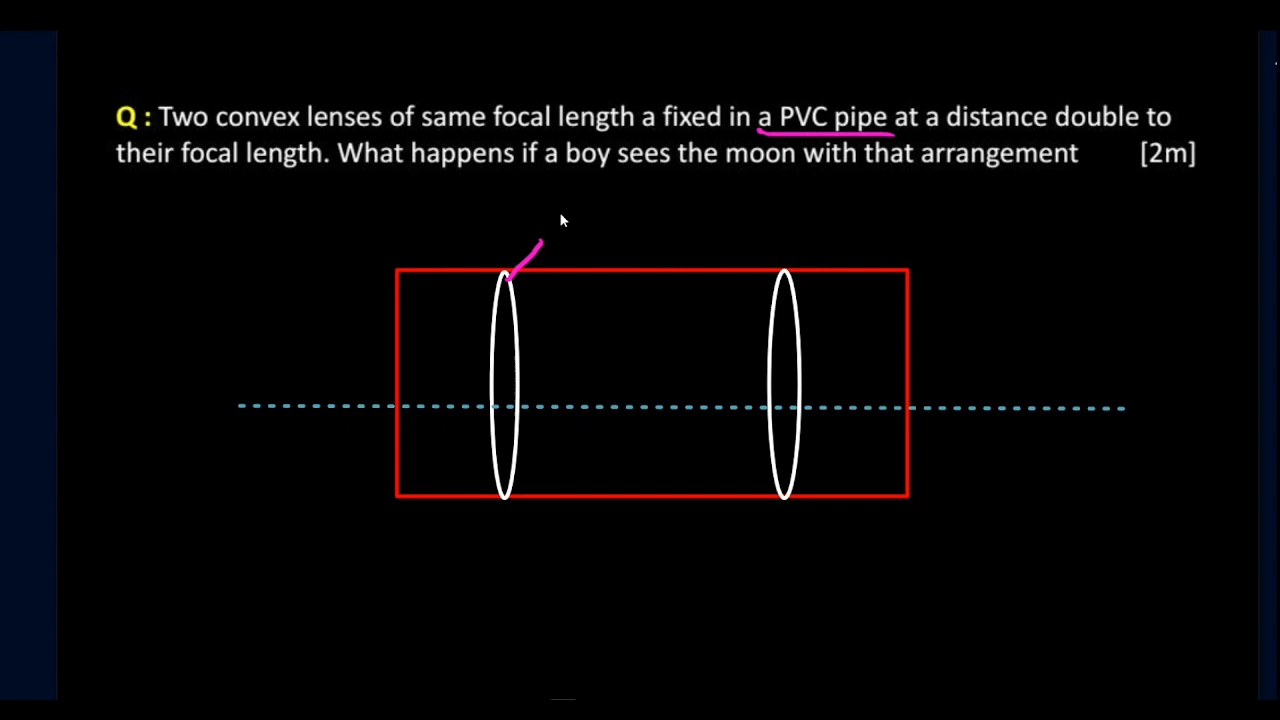 Q : Two convex lenses of same focal length a fixed in a PVC pipe at a distance double to
their focal length. What happens if a boy sees the moon with that arrangement [2m]